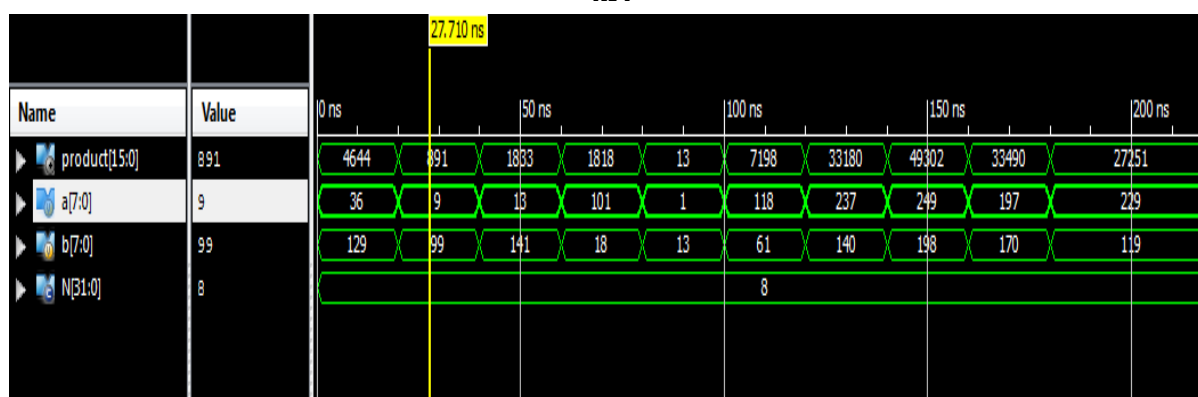 27.710 ns
Name Value 0 ns 50 ns 100 ns 150 ns 200 ns
product[15:0] 891 4644 891 1833 1818 13 7198 33180 49302 33490 27251
a[7:0] 9 36 9 13 101 1 118 237 249 197 229
b[7:0] 99 129 99 141 18 13 61 140 198 170 119
N[31:0] 8 8